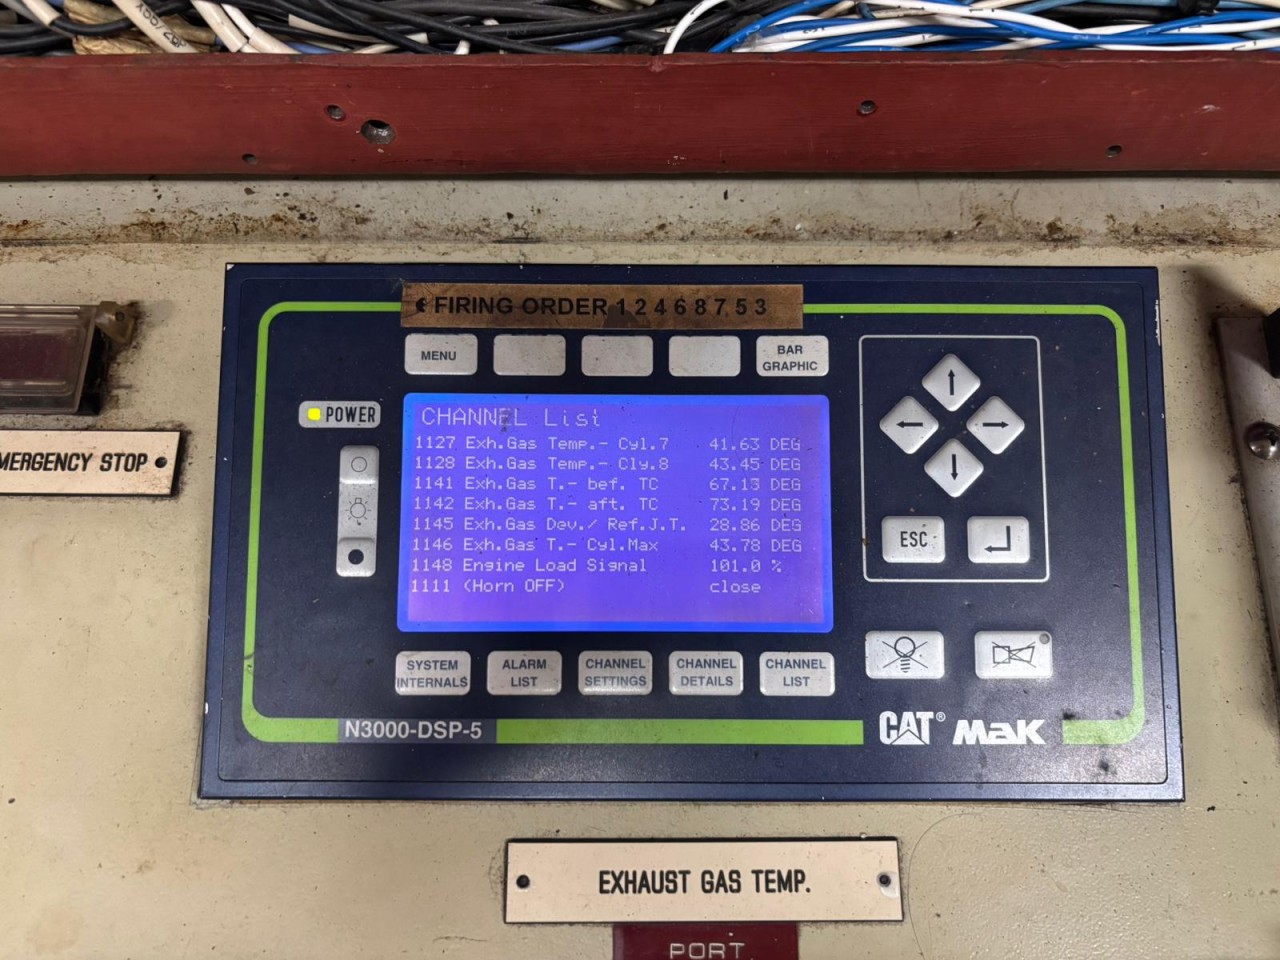 FIRING ORDER 1 2 4 6 8 7 5 3
MENU
BAR
GRAPHIC
POWER
MERGENCY STOP
CHANNEL List
1127 Exh.Gas Temp.- Cyl.7 41.63 DEG
1128 Exh.Gas Temp.- Cly.8 43.45 DEG
1141 Exh.Gas T.- bef. TC 67.13 DEG
1142 Exh.Gas T.- aft. TC 73.19 DEG
1145 Exh.Gas Dev./ Ref.J.T. 28.86 DEG
1146 Exh.Gas T.- Cyl.Max 43.78 DEG
1148 Engine Load Signal 101.0 %
1111 (Horn OFF) close
ESC
SYSTEM
INTERNALS
ALARM
LIST
CHANNEL
SETTINGS
CHANNEL
DETAILS
CHANNEL
LIST
N3000-DSP-5
CAT® MaK
EXHAUST GAS TEMP.
PORT